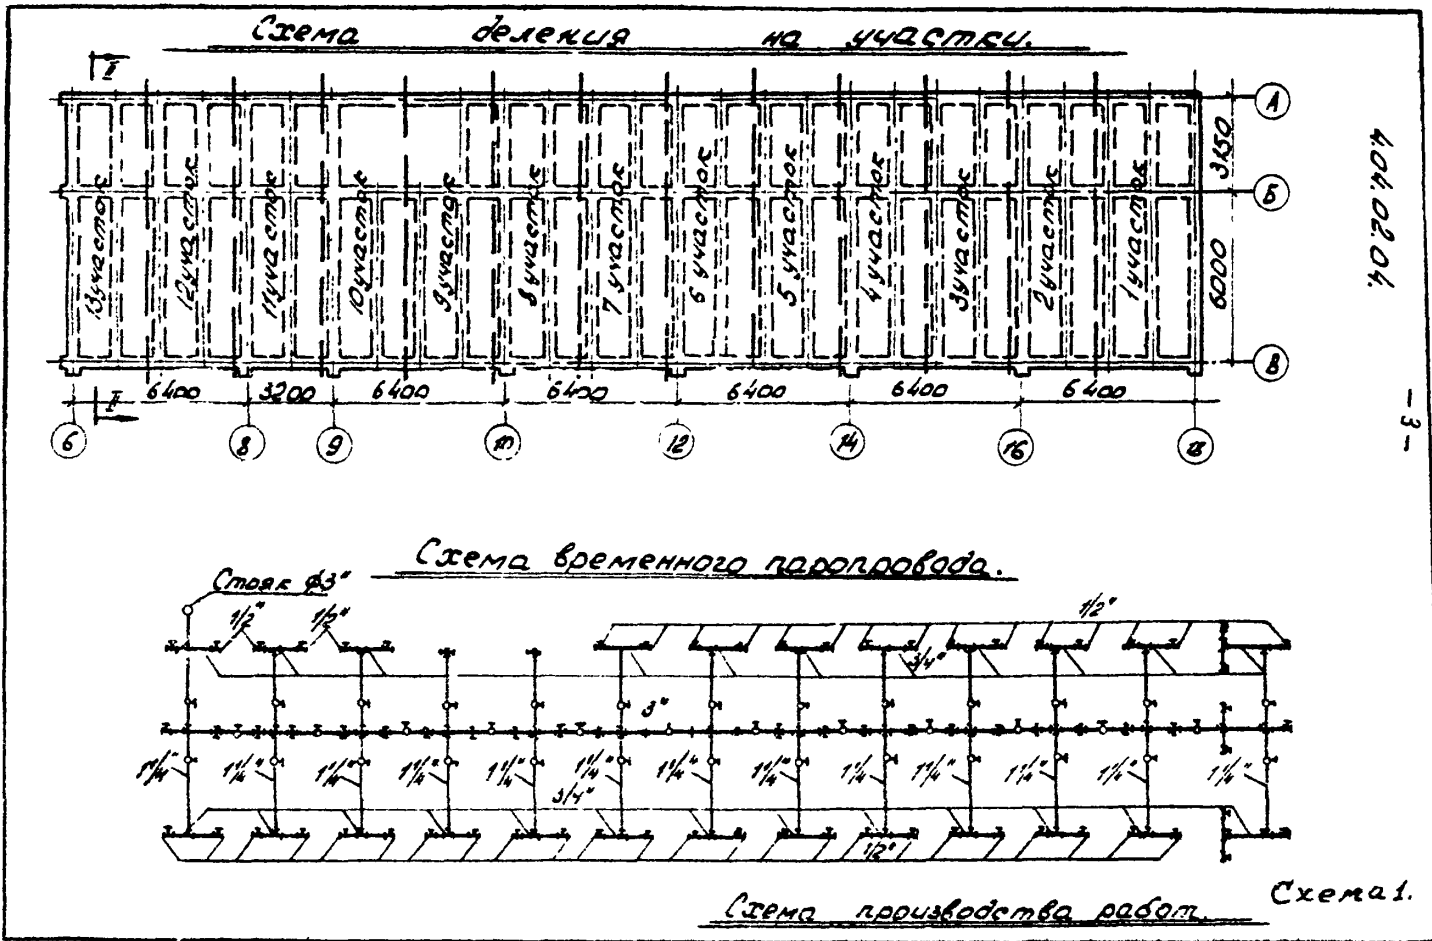 Схема деления на участки.
II
А
3150
Б
6000
В
13 участок
12 участок
11 участок
10 участок
9 участок
8 участок
7 участок
6 участок
5 участок
4 участок
3 участок
2 участок
1 участок
II
6400
3200
6400
6400
6400
6400
6400
6
8
9
10
12
14
16
18
4.04.02.04.
-3-
Схема временного паропровода.
Стояк ф3"
1/2"
1/2"
1/2"
3/4"
3"
1 1/4"
1 1/4"
1 1/4"
1 1/4"
1 1/4"
1 1/4"
1 1/4"
1 1/4"
1 1/4"
1 1/4"
1 1/4"
1 1/4"
1 1/4"
3/4"
1/2"
Схема производства работ.
Схема 1.